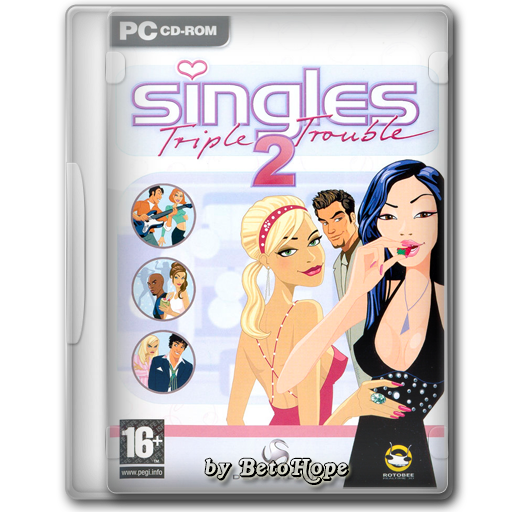 PC CD-ROM
singles
Triple Trouble
2
16+
www.pegi.info
by BetoHope
ROTOBEE